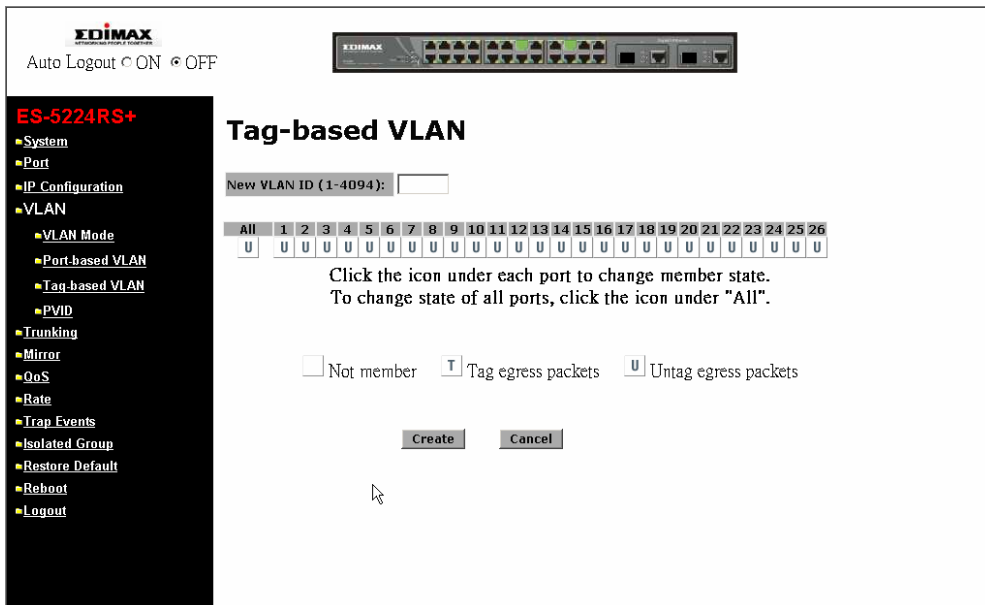 EDIMAX
NETWORKING PEOPLE TOGETHER
Auto Logout ON OFF
EDIMAX
ES-5224RS+
System
Port
IP Configuration
VLAN
VLAN Mode
Port-based VLAN
Tag-based VLAN
PVID
Trunking
Mirror
QoS
Rate
Trap Events
Isolated Group
Restore Default
Reboot
Logout
Tag-based VLAN
New VLAN ID (1-4094):
All 1 2 3 4 5 6 7 8 9 10 11 12 13 14 15 16 17 18 19 20 21 22 23 24 25 26
U U U U U U U U U U U U U U U U U U U U U U U U U U U
Click the icon under each port to change member state.
To change state of all ports, click the icon under "All".
Not member T Tag egress packets U Untag egress packets
Create Cancel